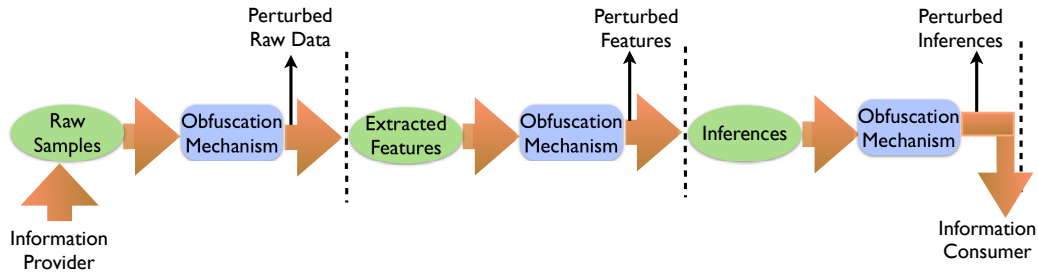 Perturbed
Raw Data
Perturbed
Features
Perturbed
Inferences
Raw
Samples
Obfuscation
Mechanism
Extracted
Features
Obfuscation
Mechanism
Inferences
Obfuscation
Mechanism
Information
Provider
Information
Consumer